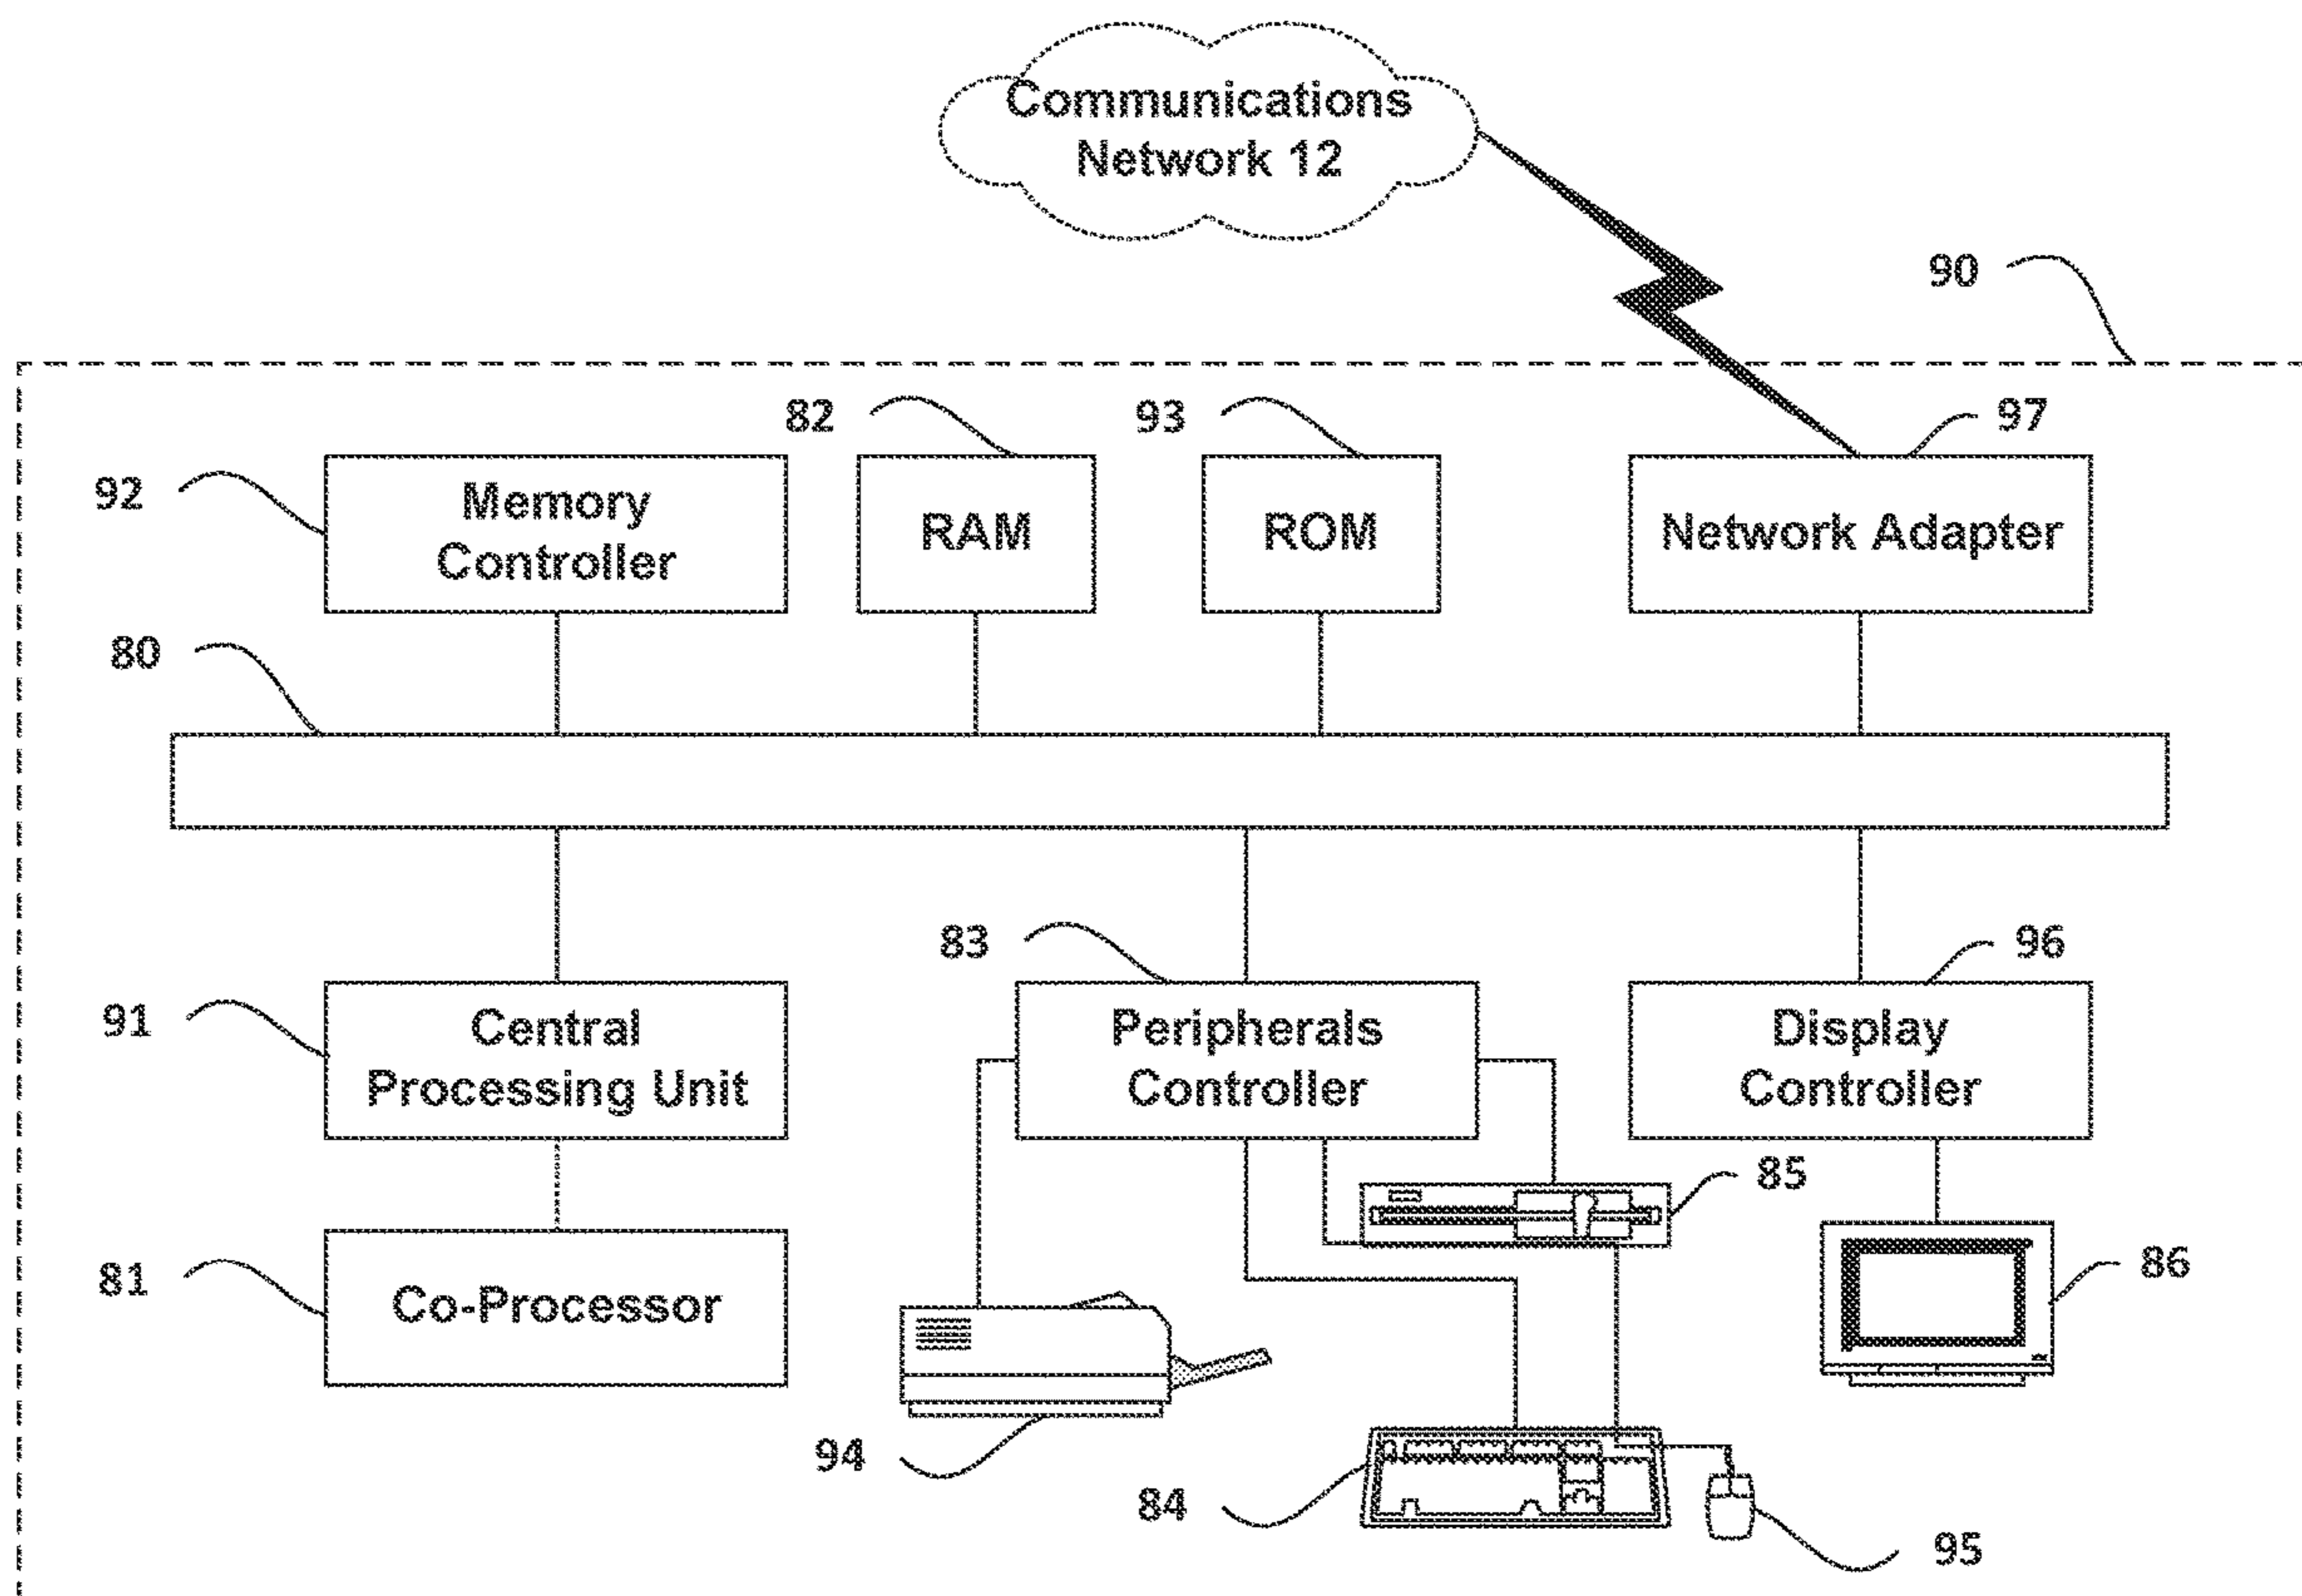 Communications
Network 12
90
82
93
97
92
Memory
Controller
RAM
ROM
Network Adapter
80
83
96
91
Central
Processing Unit
Peripherals
Controller
Display
Controller
85
81
Co-Processor
86
94
84
95